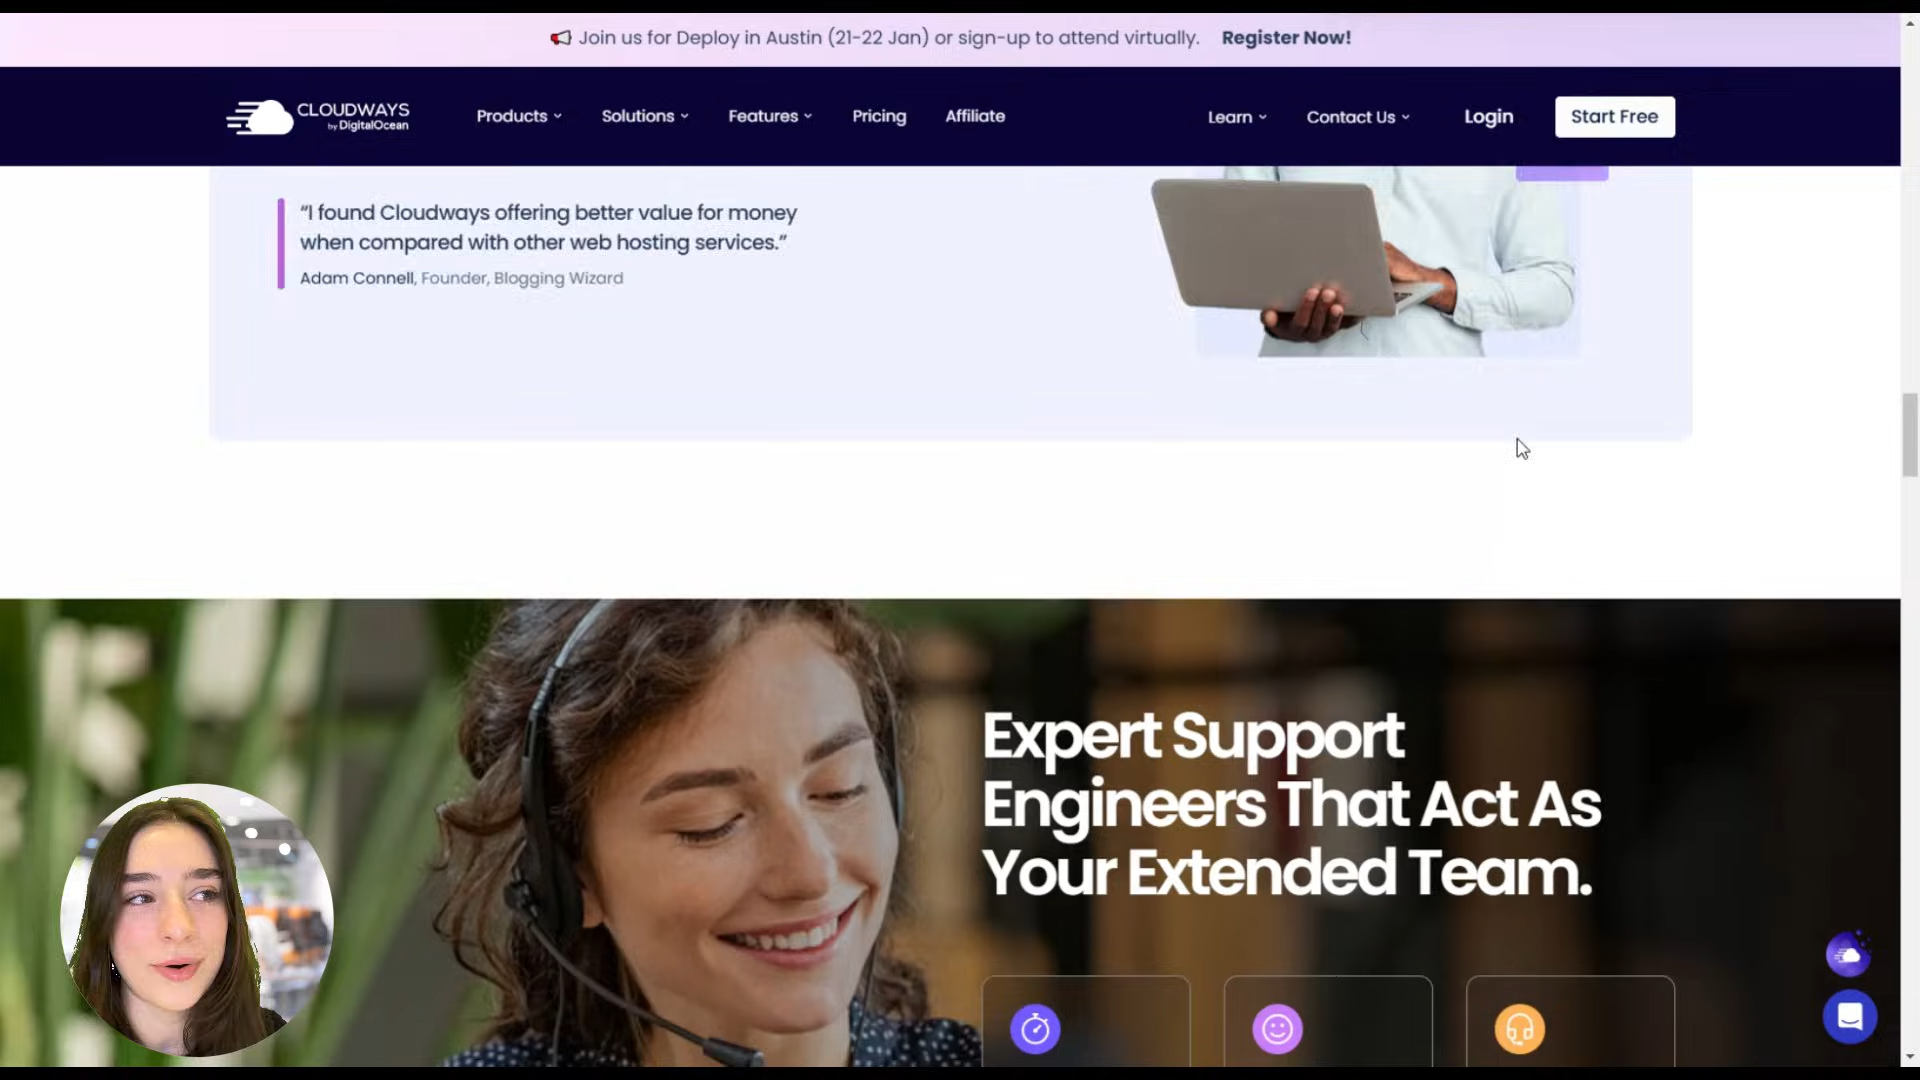 Join us for Deploy in Austin (21-22 Jan) or sign-up to attend virtually. Register Now!
CLOUDWAYS
by DigitalOcean
Products
Solutions
Features
Pricing
Affiliate
Learn
Contact Us
Login
Start Free
“I found Cloudways offering better value for money
when compared with other web hosting services.”
Adam Connell, Founder, Blogging Wizard
Expert Support
Engineers That Act As
Your Extended Team.